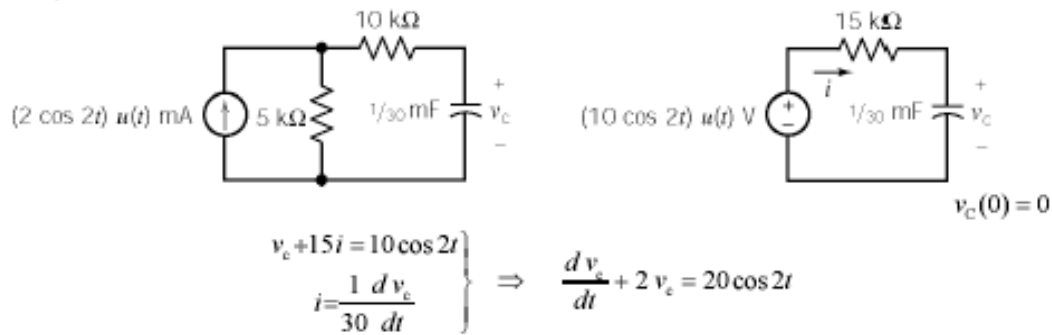 10 kΩ
(2 cos 2t) u(t) mA
5 kΩ
1/30 mF
+
v_C
−
15 kΩ
i
(10 cos 2t) u(t) V
+
−
1/30 mF
+
v_C
−
v_C(0) = 0
v_c + 15i = 10 cos 2t
i = 1/30 dv_c/dt
⇒ dv_c/dt + 2 v_c = 20 cos 2t